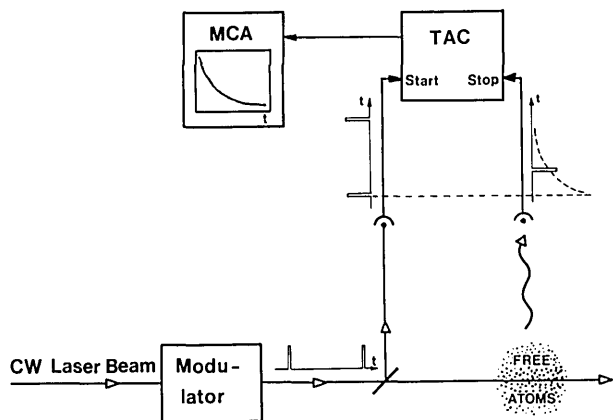 MCA
t
TAC
Start Stop
t
t
CW Laser Beam
Modu-
lator
t
FREE
ATOMS